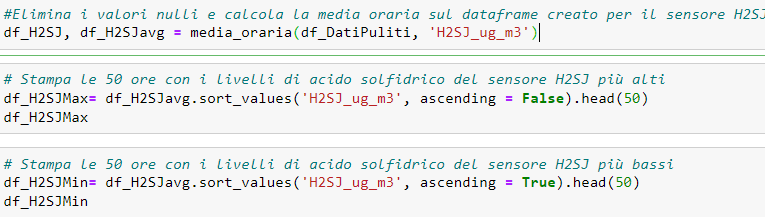 #Elimina i valori nulli e calcola la media oraria sul dataframe creato per il sensore H2SJ
df_H2SJ, df_H2SJavg = media_oraria(df_DatiPuliti, 'H2SJ_ug_m3')
# Stampa le 50 ore con i livelli di acido solfidrico del sensore H2SJ più alti
df_H2SJMax= df_H2SJavg.sort_values('H2SJ_ug_m3', ascending = False).head(50)
df_H2SJMax
# Stampa le 50 ore con i livelli di acido solfidrico del sensore H2SJ più bassi
df_H2SJMin= df_H2SJavg.sort_values('H2SJ_ug_m3', ascending = True).head(50)
df_H2SJMin